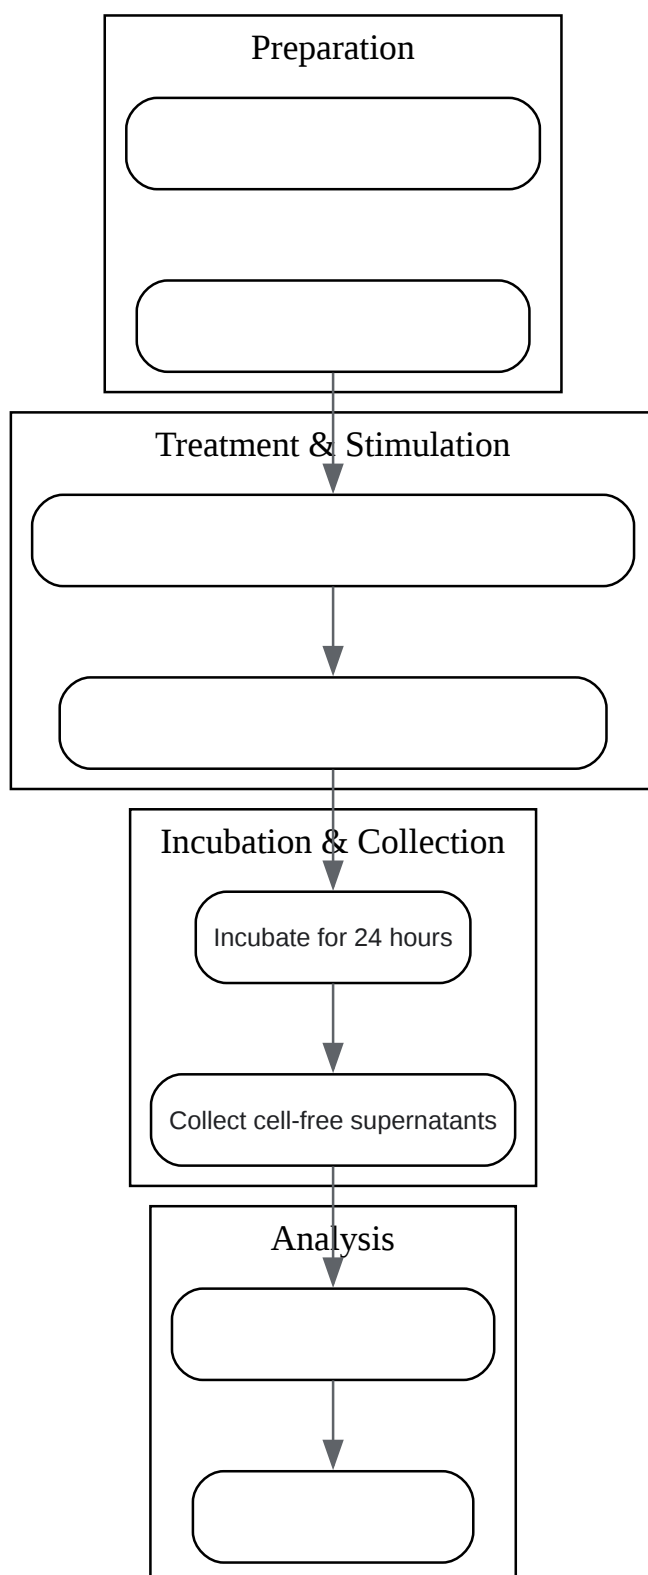 Preparation
Treatment & Stimulation
Incubation & Collection
Incubate for 24 hours
Collect cell-free supernatants
Analysis